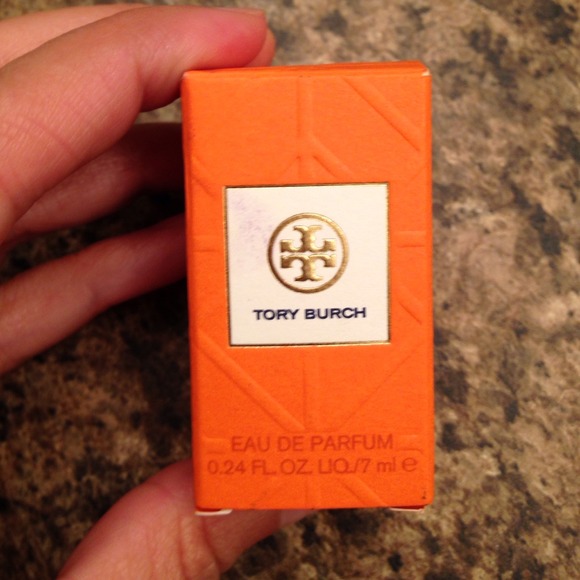 TORY BURCH
EAU DE PARFUM
0.24 FL. OZ. LIQ./7 ml ℮